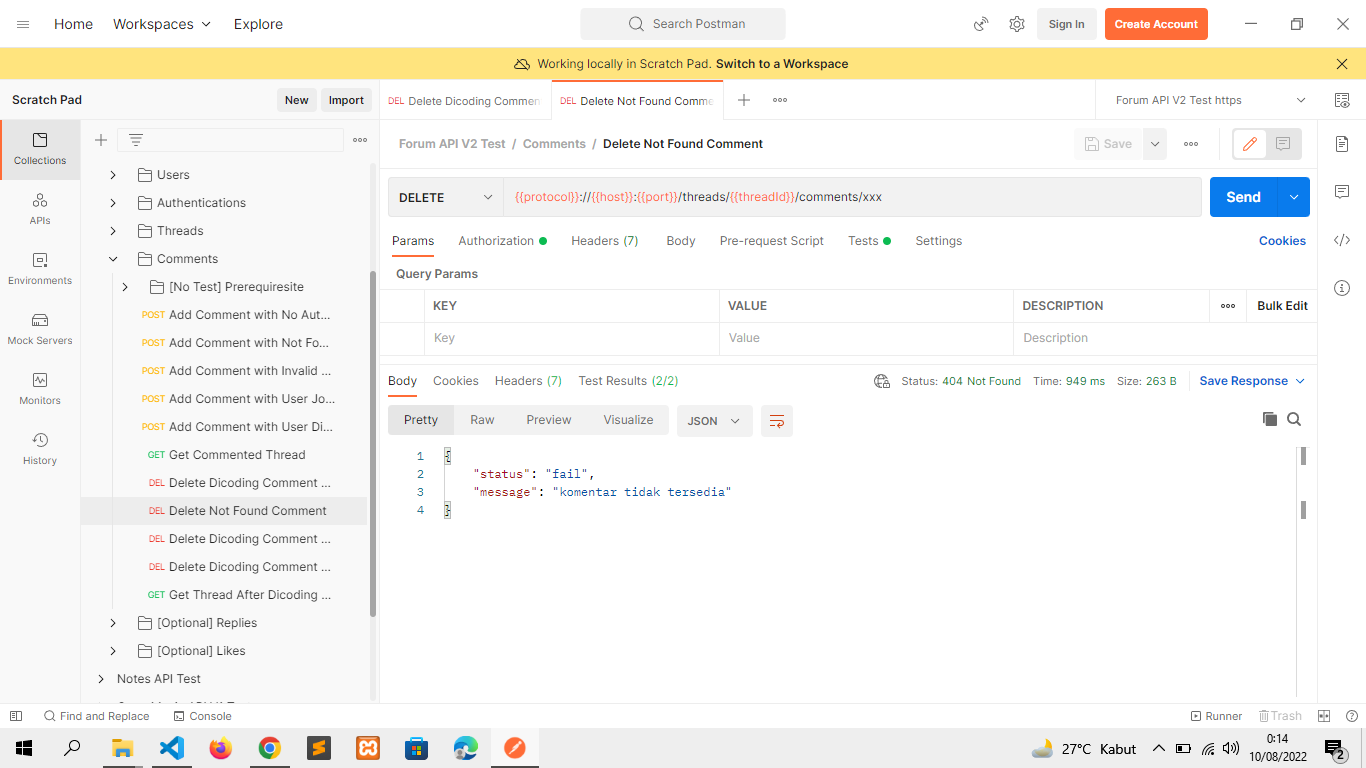 Home Workspaces Explore Search Postman Sign In Create Account
Working locally in Scratch Pad. Switch to a Workspace
Scratch Pad New Import
DEL Delete Dicoding Commen DEL Delete Not Found Comme Forum API V2 Test https
Collections
APIs
Environments
Mock Servers
Monitors
History
Users
Authentications
Threads
Comments
[No Test] Prerequiresite
POST Add Comment with No Aut...
POST Add Comment with Not Fo...
POST Add Comment with Invalid ...
POST Add Comment with User Jo...
POST Add Comment with User Di...
GET Get Commented Thread
DEL Delete Dicoding Comment ...
DEL Delete Not Found Comment
DEL Delete Dicoding Comment ...
DEL Delete Dicoding Comment ...
GET Get Thread After Dicoding ...
[Optional] Replies
[Optional] Likes
Notes API Test
Forum API V2 Test / Comments / Delete Not Found Comment Save
DELETE {{protocol}}://{{host}}:{{port}}/threads/{{threadId}}/comments/xxx Send
Params Authorization Headers (7) Body Pre-request Script Tests Settings Cookies
Query Params
KEY VALUE DESCRIPTION Bulk Edit
Key Value Description
Body Cookies Headers (7) Test Results (2/2) Status: 404 Not Found Time: 949 ms Size: 263 B Save Response
Pretty Raw Preview Visualize JSON
1 {
2 "status": "fail",
3 "message": "komentar tidak tersedia"
4 }
Find and Replace Console Runner Trash
27°C Kabut 0:14
10/08/2022 2